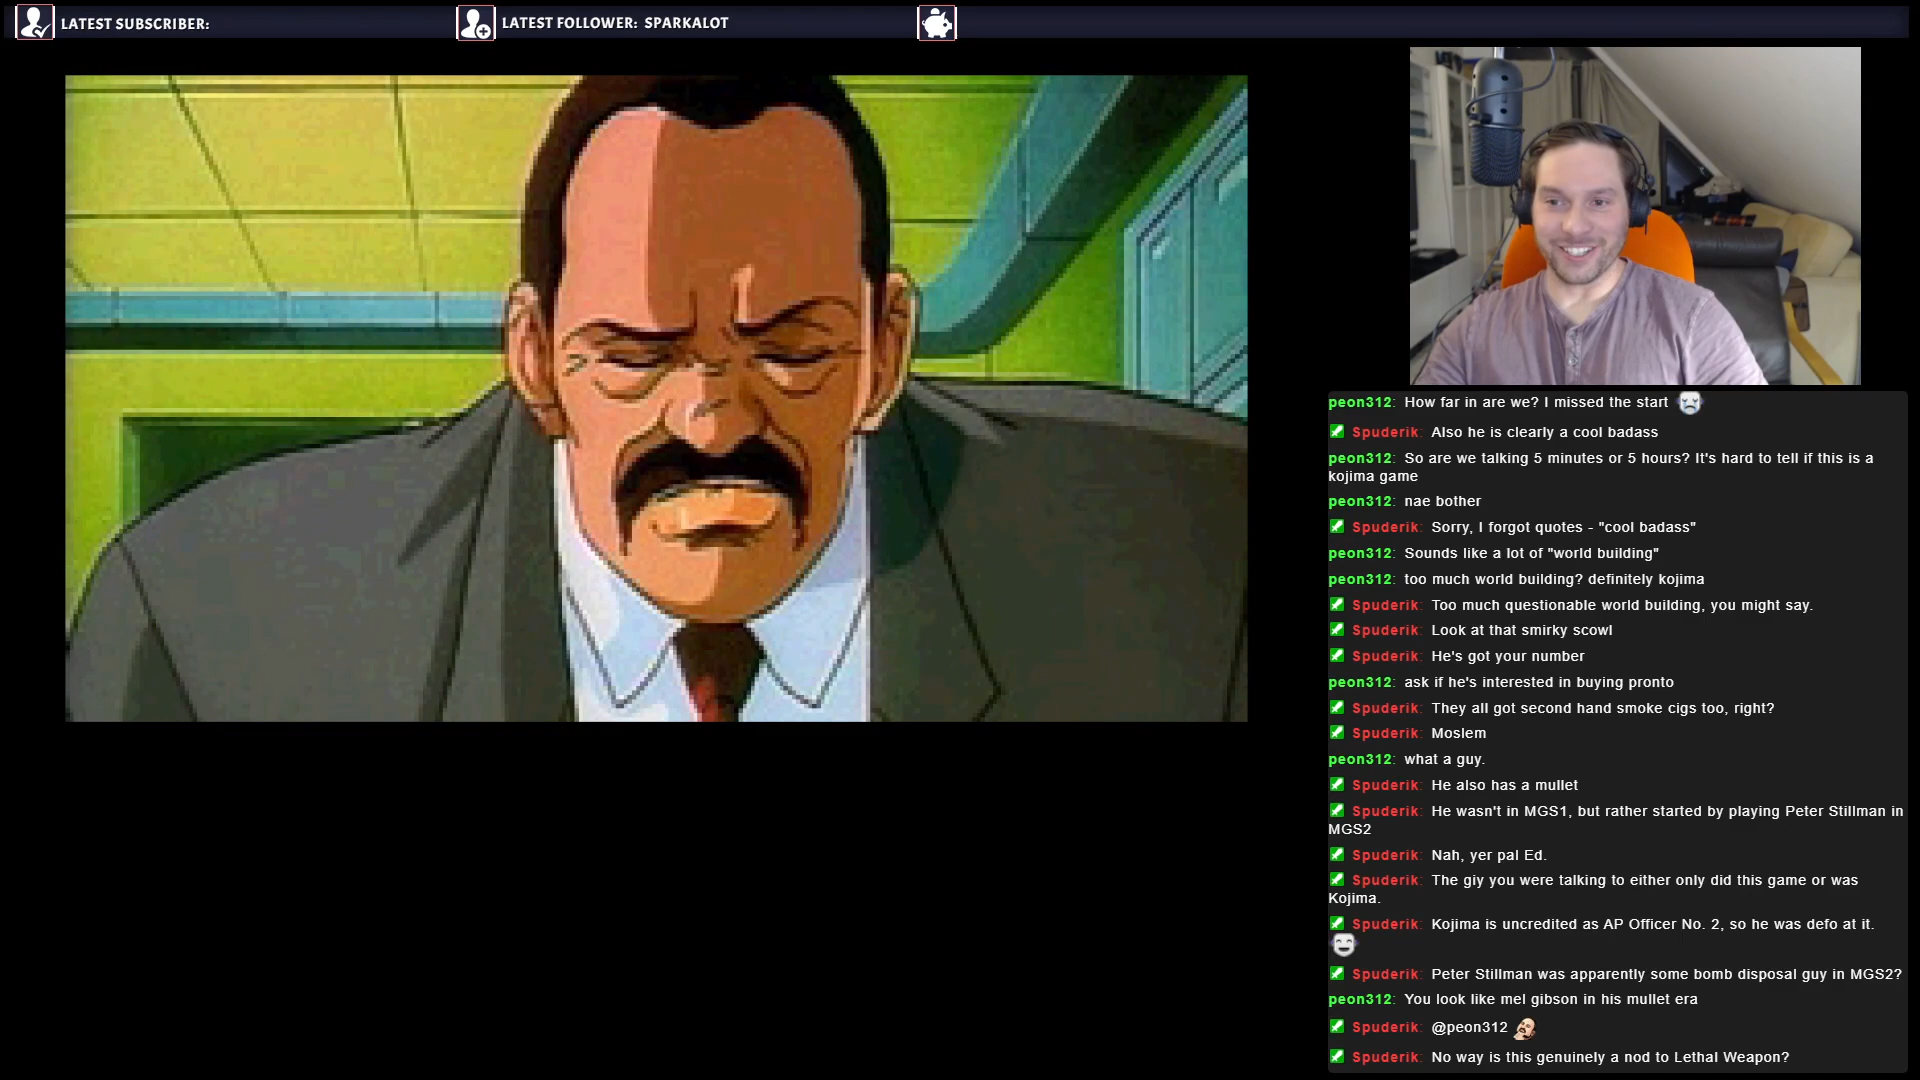 LATEST SUBSCRIBER:
LATEST FOLLOWER: SPARKALOT
peon312: How far in are we? I missed the start
Spuderik: Also he is clearly a cool badass
peon312: So are we talking 5 minutes or 5 hours? It's hard to tell if this is a
kojima game
peon312: nae bother
Spuderik: Sorry, I forgot quotes - "cool badass"
peon312: Sounds like a lot of "world building"
peon312: too much world building? definitely kojima
Spuderik: Too much questionable world building, you might say.
Spuderik: Look at that smirky scowl
Spuderik: He's got your number
peon312: ask if he's interested in buying pronto
Spuderik: They all got second hand smoke cigs too, right?
Spuderik: Moslem
peon312: what a guy.
Spuderik: He also has a mullet
Spuderik: He wasn't in MGS1, but rather started by playing Peter Stillman in
MGS2
Spuderik: Nah, yer pal Ed.
Spuderik: The giy you were talking to either only did this game or was
Kojima.
Spuderik: Kojima is uncredited as AP Officer No. 2, so he was defo at it.
Spuderik: Peter Stillman was apparently some bomb disposal guy in MGS2?
peon312: You look like mel gibson in his mullet era
Spuderik: @peon312
Spuderik: No way is this genuinely a nod to Lethal Weapon?